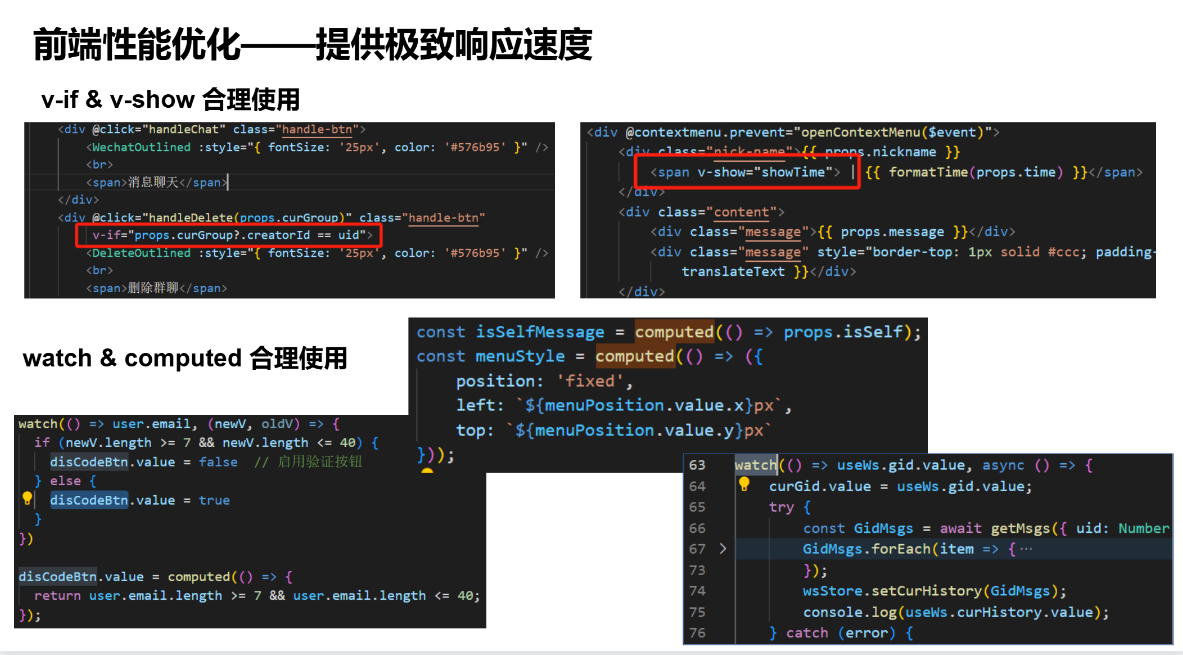 前端性能优化——提供极致响应速度
v-if & v-show 合理使用
<div @click="handleChat" class="handle-btn">
<WechatOutlined :style="{ fontSize: '25px', color: '#576b95' }" />
<br>
<span>消息聊天</span>
</div>
<div @click="handleDelete(props.curGroup)" class="handle-btn"
v-if="props.curGroup?.creatorId == uid">
<DeleteOutlined :style="{ fontSize: '25px', color: '#576b95' }" />
<br>
<span>删除群聊</span>
<div @contextmenu.prevent="openContextMenu($event)">
<div class="nick-name">{{ props.nickname }}
<span v-show="showTime"> | {{ formatTime(props.time) }}</span>
</div>
<div class="content">
<div class="message">{{ props.message }}</div>
<div class="message" style="border-top: 1px solid #ccc; padding-
translateText }}</div>
</div>
watch & computed 合理使用
const isSelfMessage = computed(() => props.isSelf);
const menuStyle = computed(() => ({
position: 'fixed',
left: `${menuPosition.value.x}px`,
top: `${menuPosition.value.y}px`
}));
watch(() => user.email, (newV, oldV) => {
if (newV.length >= 7 && newV.length <= 40) {
disCodeBtn.value = false // 启用验证按钮
} else {
disCodeBtn.value = true
}
})
disCodeBtn.value = computed(() => {
return user.email.length >= 7 && user.email.length <= 40;
});
63 watch(() => useWs.gid.value, async () => {
64 curGid.value = useWs.gid.value;
65 try {
66 const GidMsgs = await getMsgs({ uid: Number
67 > GidMsgs.forEach(item => { ···
73 });
74 wsStore.setCurHistory(GidMsgs);
75 console.log(useWs.curHistory.value);
76 } catch (error) {